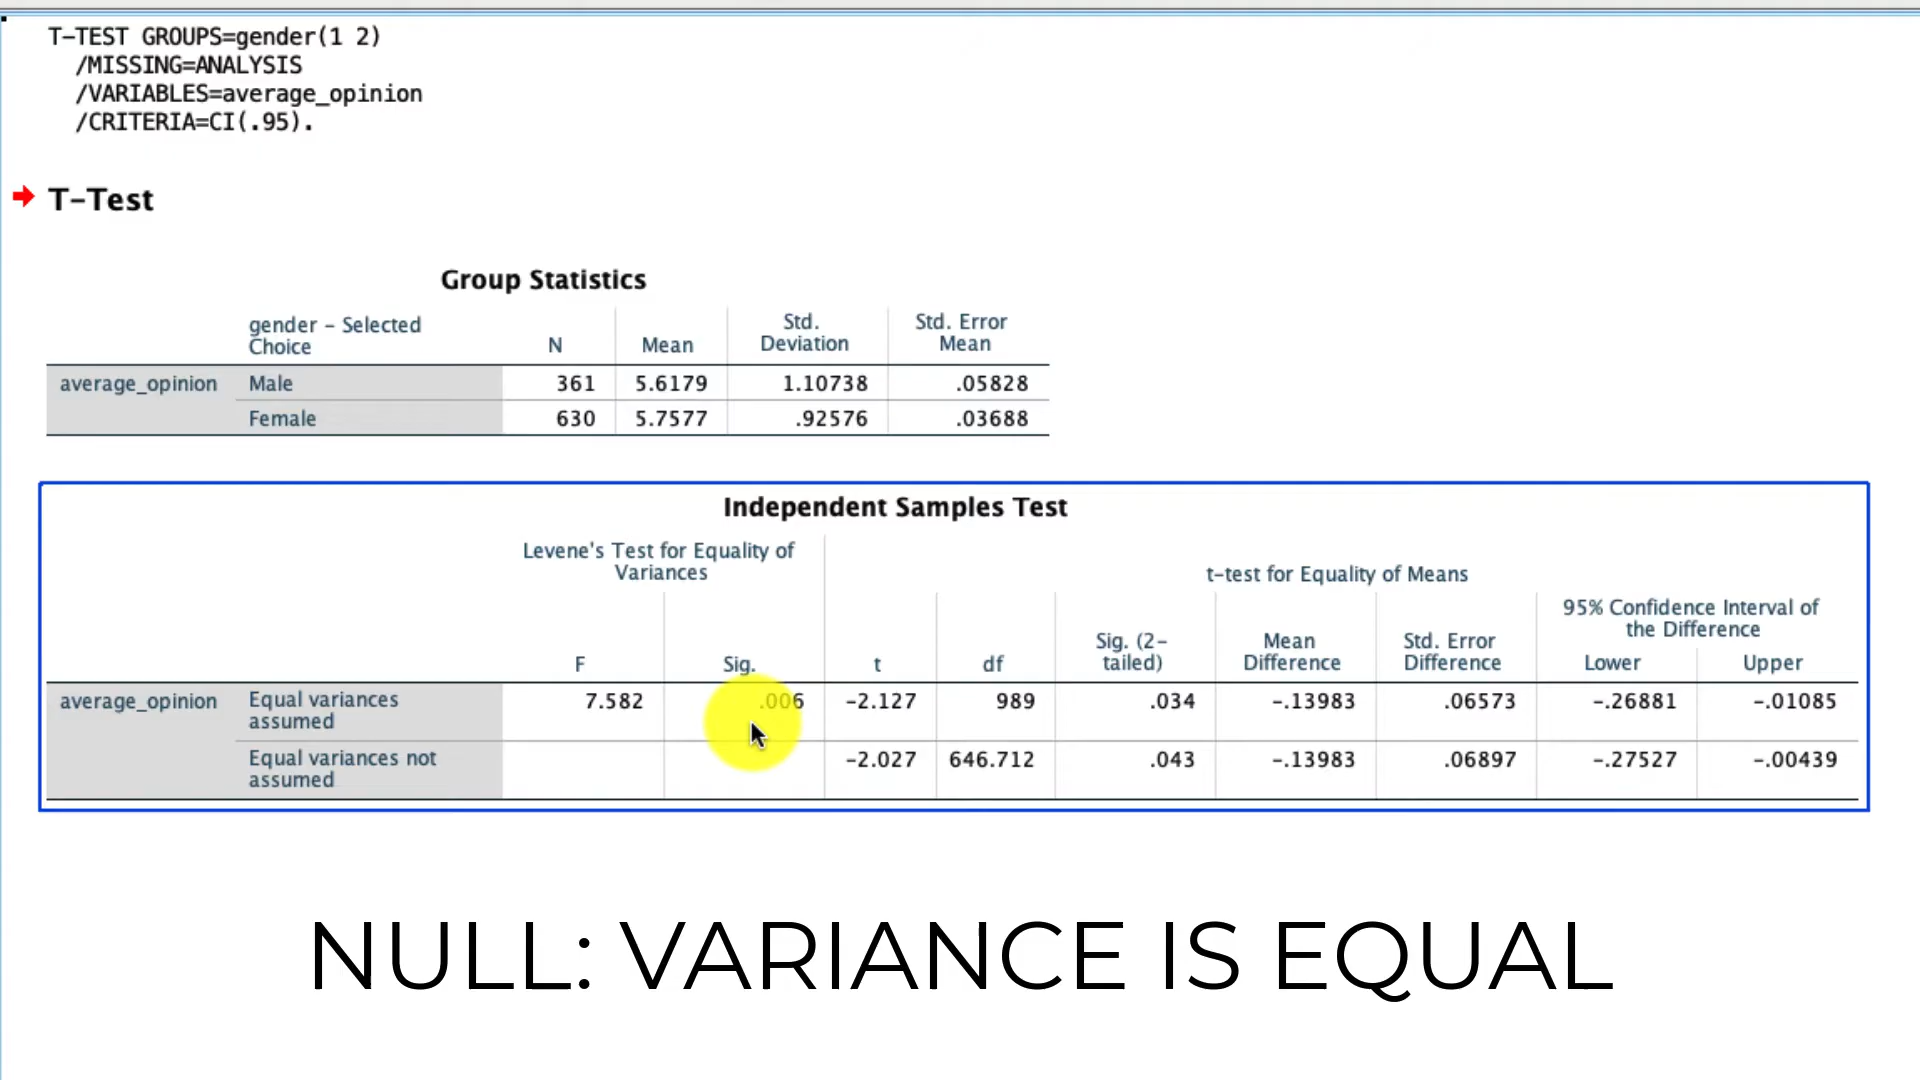 T-TEST GROUPS=gender(1 2)
/MISSING=ANALYSIS
/VARIABLES=average_opinion
/CRITERIA=CI(.95).
T-Test
Group Statistics
gender - Selected Choice N Mean Std. Deviation Std. Error Mean
average_opinion Male 361 5.6179 1.10738 .05828
Female 630 5.7577 .92576 .03688
Independent Samples Test
Levene's Test for Equality of Variances
t-test for Equality of Means
95% Confidence Interval of the Difference
F Sig. t df Sig. (2-tailed) Mean Difference Std. Error Difference Lower Upper
average_opinion Equal variances assumed 7.582 .006 -2.127 989 .034 -.13983 .06573 -.26881 -.01085
Equal variances not assumed -2.027 646.712 .043 -.13983 .06897 -.27527 -.00439
NULL: VARIANCE IS EQUAL